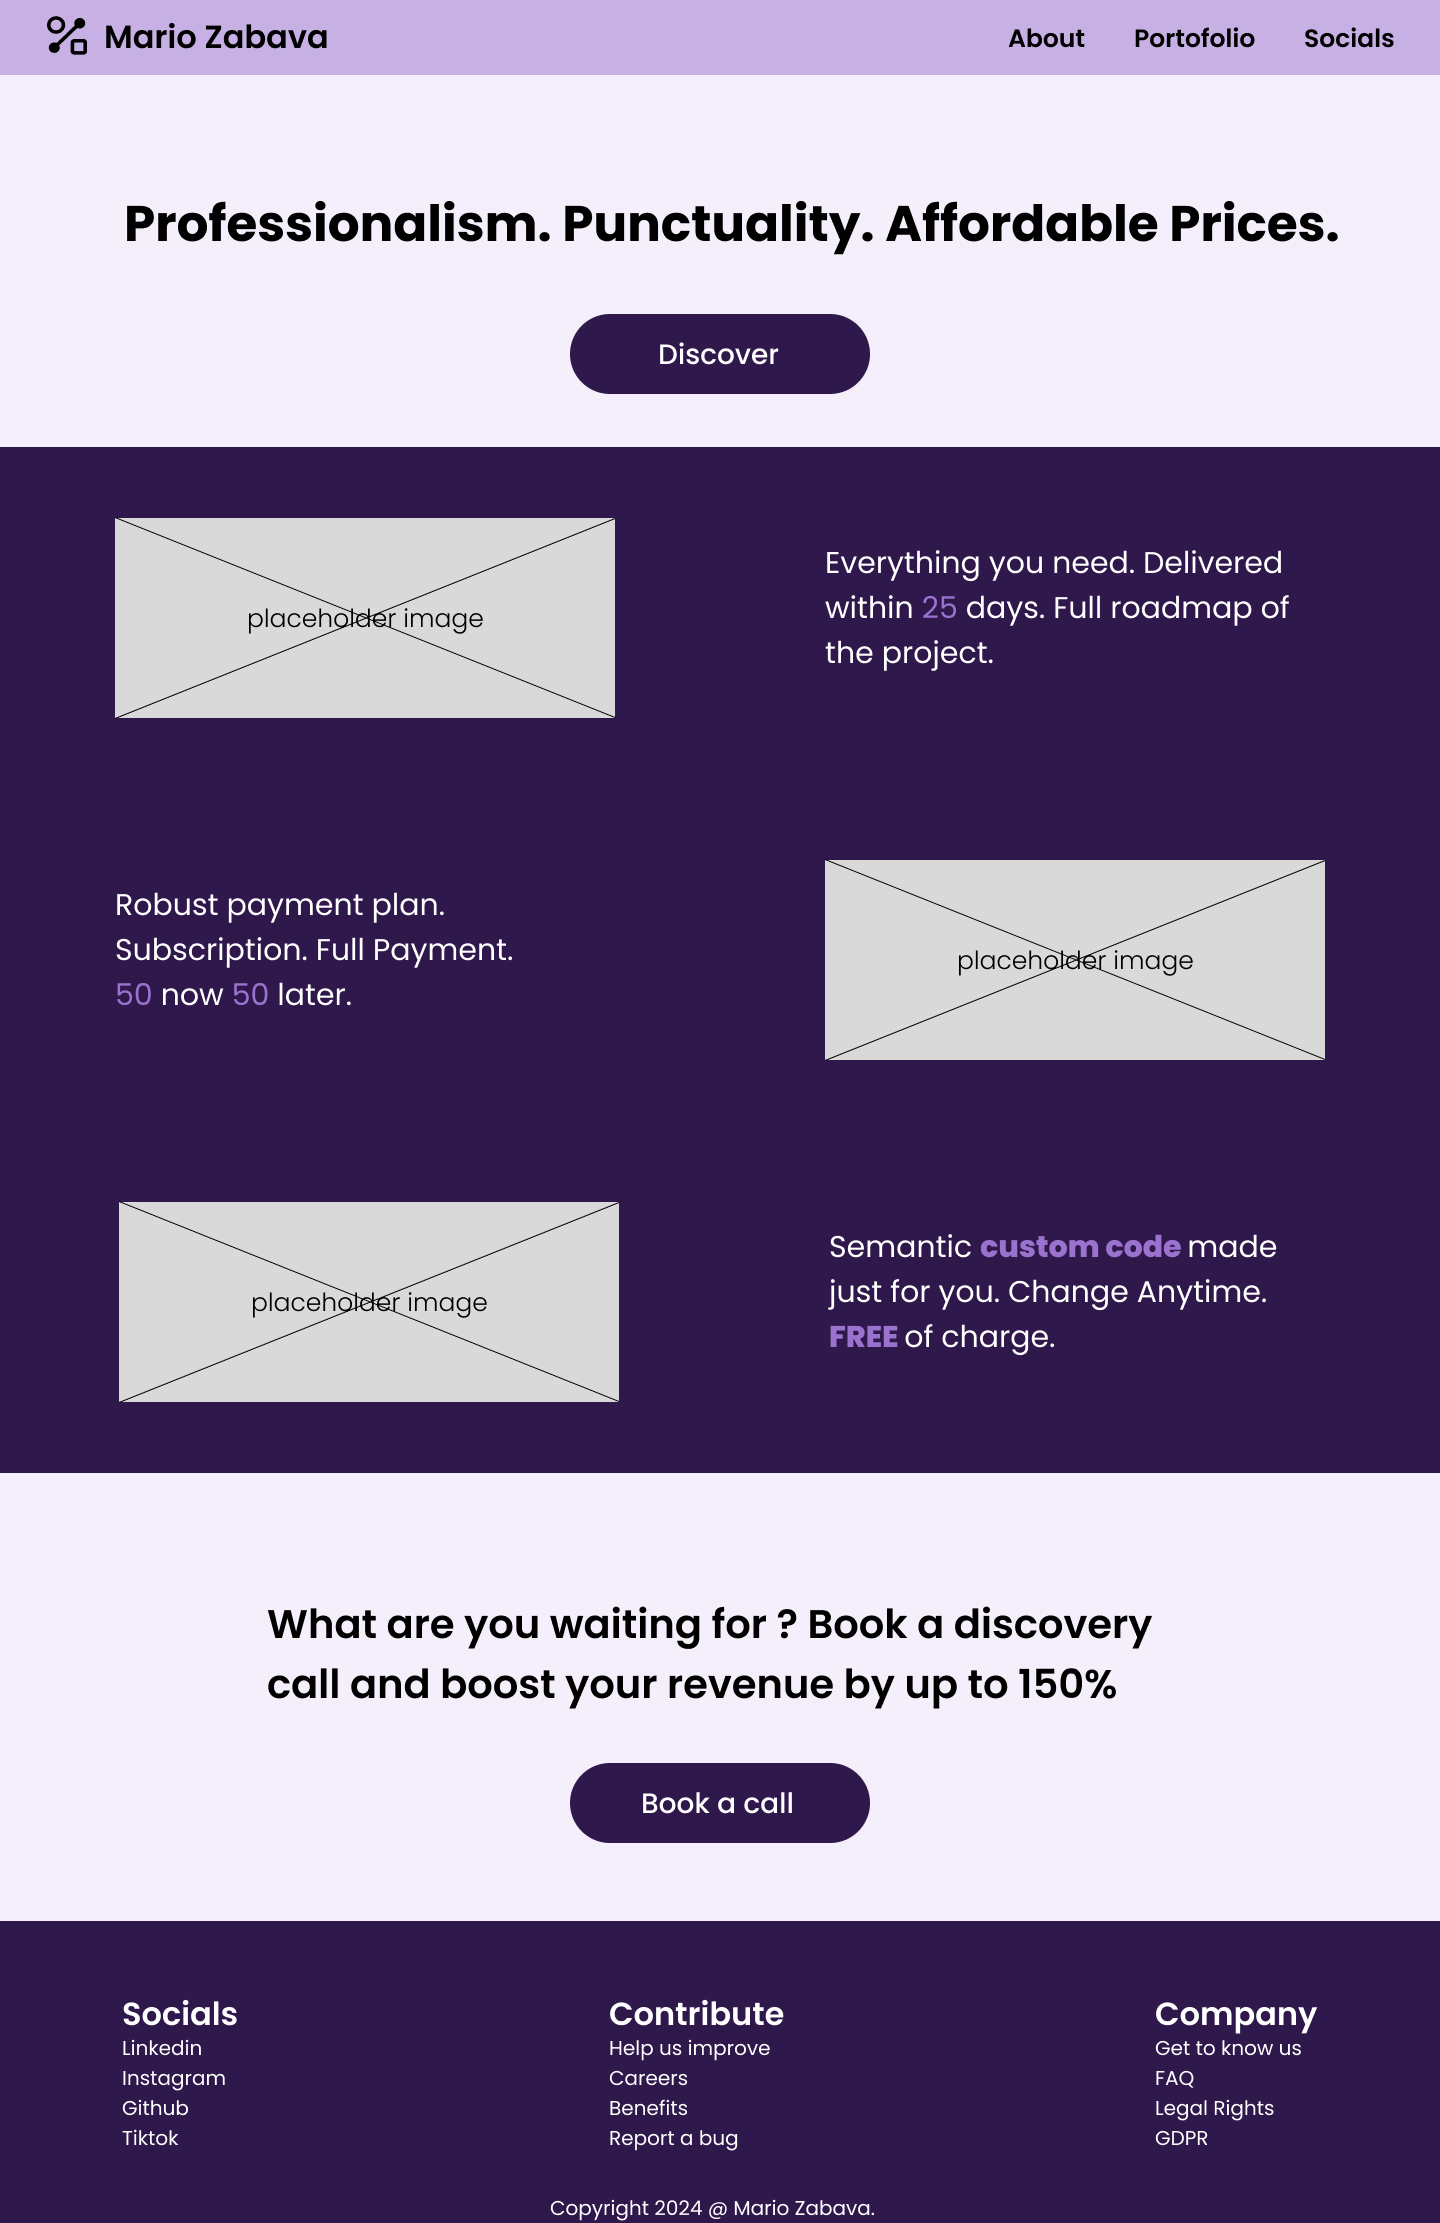 Mario Zabava
About Portofolio Socials
Professionalism. Punctuality. Affordable Prices.
Discover
placeholder image
Everything you need. Delivered
within 25 days. Full roadmap of
the project.
Robust payment plan.
Subscription. Full Payment.
50 now 50 later.
placeholder image
placeholder image
Semantic custom code made
just for you. Change Anytime.
FREE of charge.
What are you waiting for ? Book a discovery
call and boost your revenue by up to 150%
Book a call
Socials
Linkedin
Instagram
Github
Tiktok
Contribute
Help us improve
Careers
Benefits
Report a bug
Company
Get to know us
FAQ
Legal Rights
GDPR
Copyright 2024 @ Mario Zabava.